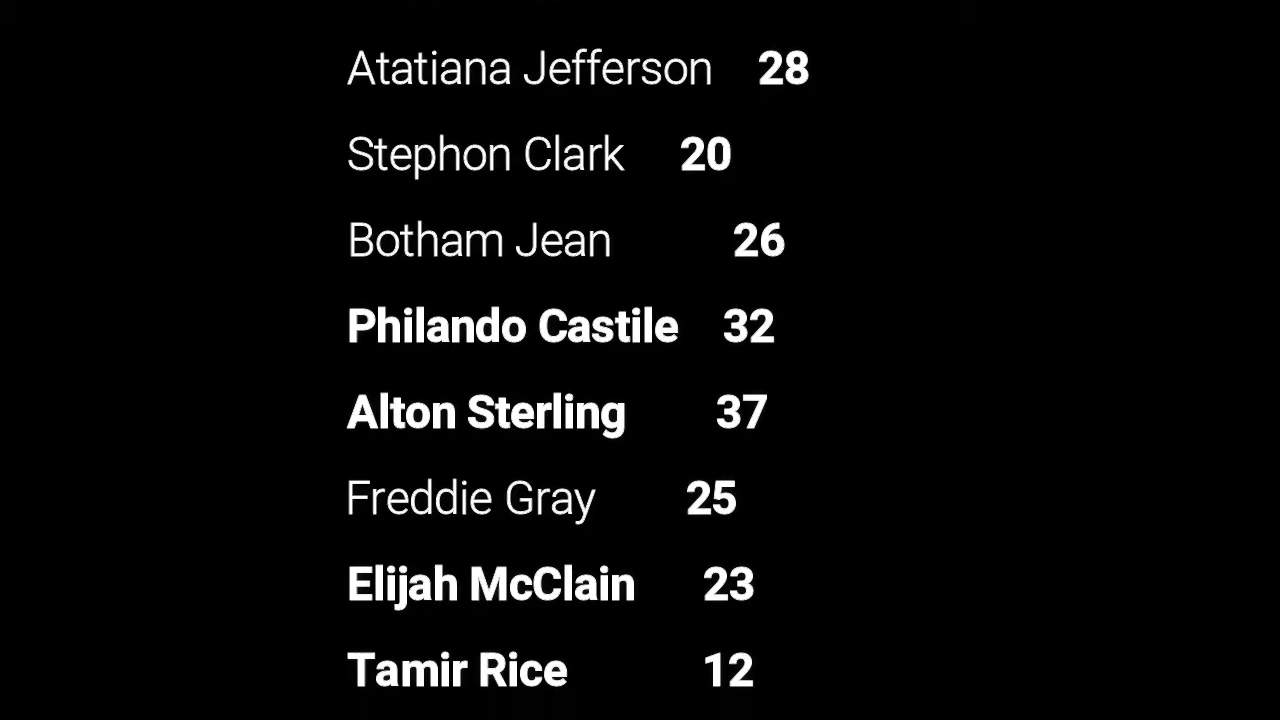 Atatiana Jefferson 28
Stephon Clark 20
Botham Jean 26
Philando Castile 32
Alton Sterling 37
Freddie Gray 25
Elijah McClain 23
Tamir Rice 12